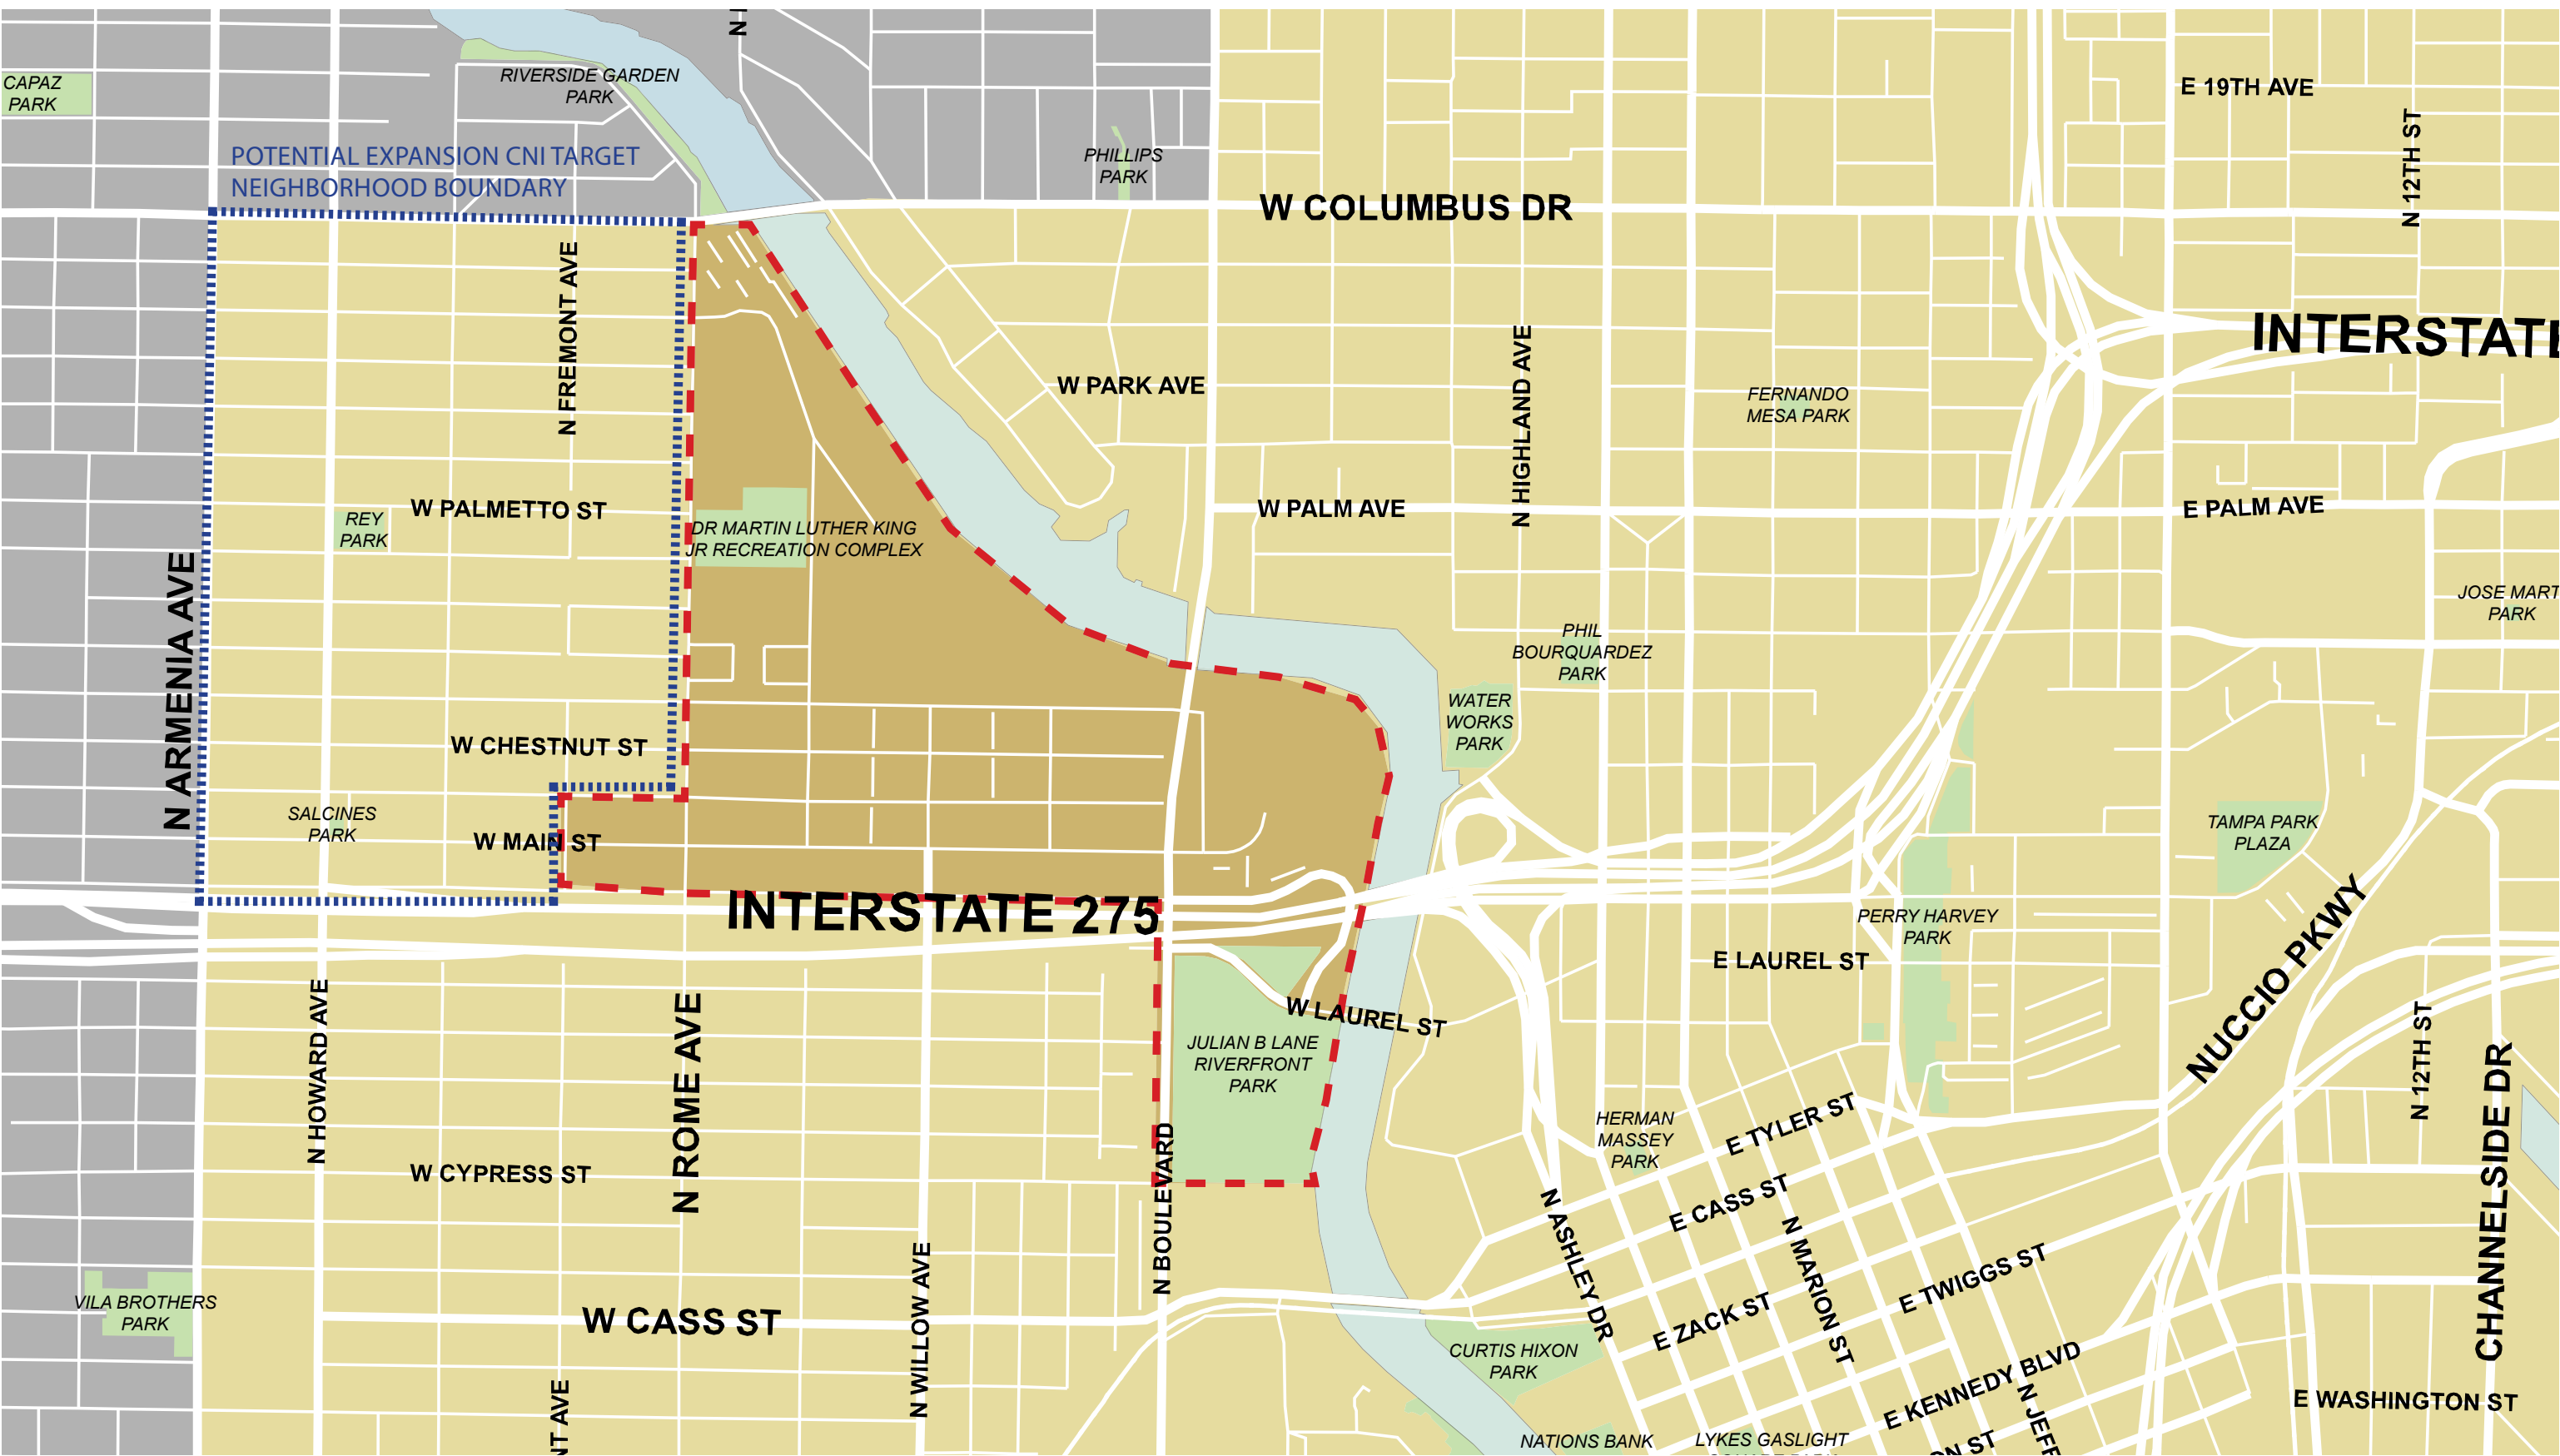 N
CAPAZ
PARK
RIVERSIDE GARDEN
PARK
E 19TH AVE
N 12TH ST
POTENTIAL EXPANSION CNI TARGET
NEIGHBORHOOD BOUNDARY
PHILLIPS
PARK
W COLUMBUS DR
N FREMONT AVE
INTERSTATE
W PARK AVE
N HIGHLAND AVE
FERNANDO
MESA PARK
W PALMETTO ST
REY
PARK
DR MARTIN LUTHER KING
JR RECREATION COMPLEX
W PALM AVE
E PALM AVE
N ARMENIA AVE
JOSE MART
PARK
PHIL
BOURQUARDEZ
PARK
WATER
WORKS
PARK
W CHESTNUT ST
SALCINES
PARK
W MAIN ST
TAMPA PARK
PLAZA
INTERSTATE 275
PERRY HARVEY
PARK
NUCCIO PKWY
E LAUREL ST
N HOWARD AVE
N ROME AVE
W LAUREL ST
JULIAN B LANE
RIVERFRONT
PARK
N 12TH ST
CHANNELSIDE DR
HERMAN
MASSEY
PARK
E TYLER ST
W CYPRESS ST
N BOULEVARD
E CASS ST
N ASHLEY DR
N MARION ST
E TWIGGS ST
VILA BROTHERS
PARK
W CASS ST
N WILLOW AVE
E ZACK ST
CURTIS HIXON
PARK
E KENNEDY BLVD
N JEFF
E WASHINGTON ST
NT AVE
NATIONS BANK
LYKES GASLIGHT
ON ST